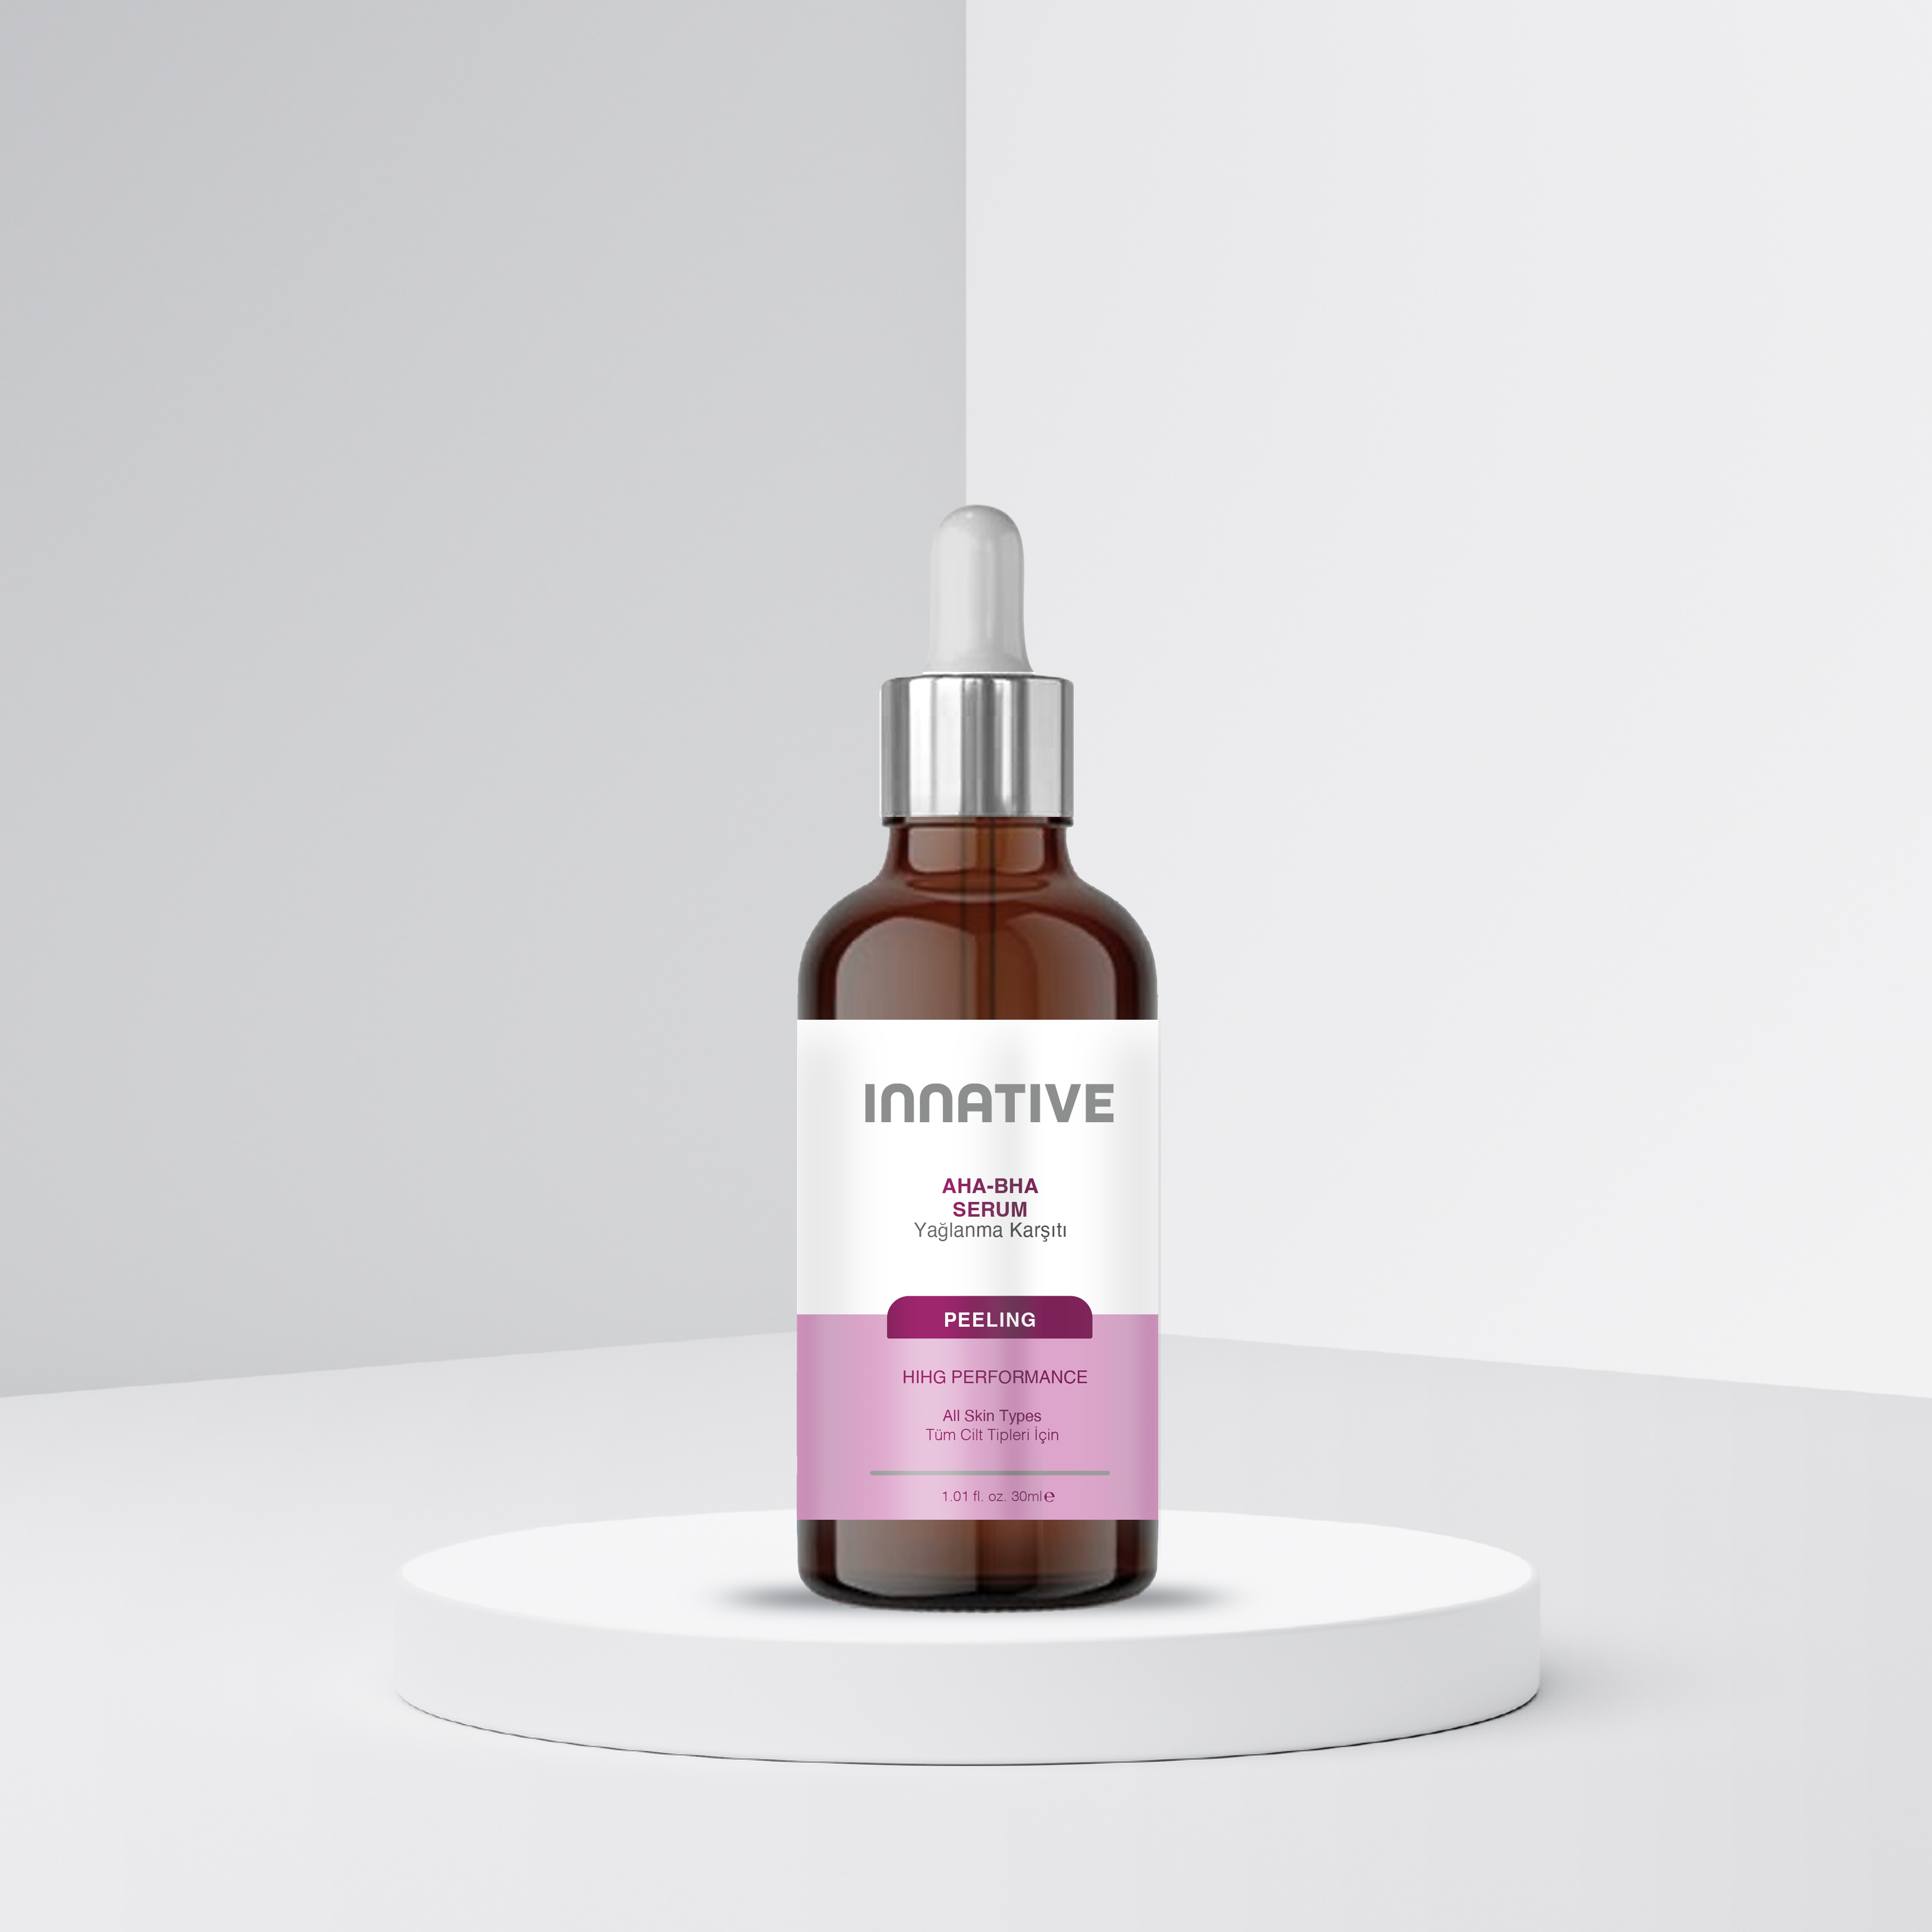 INNATIVE
AHA-BHA
SERUM
Yağlanma Karşıtı
PEELING
HIHG PERFORMANCE
All Skin Types
Tüm Cilt Tipleri İçin
1.01 fl. oz. 30ml℮